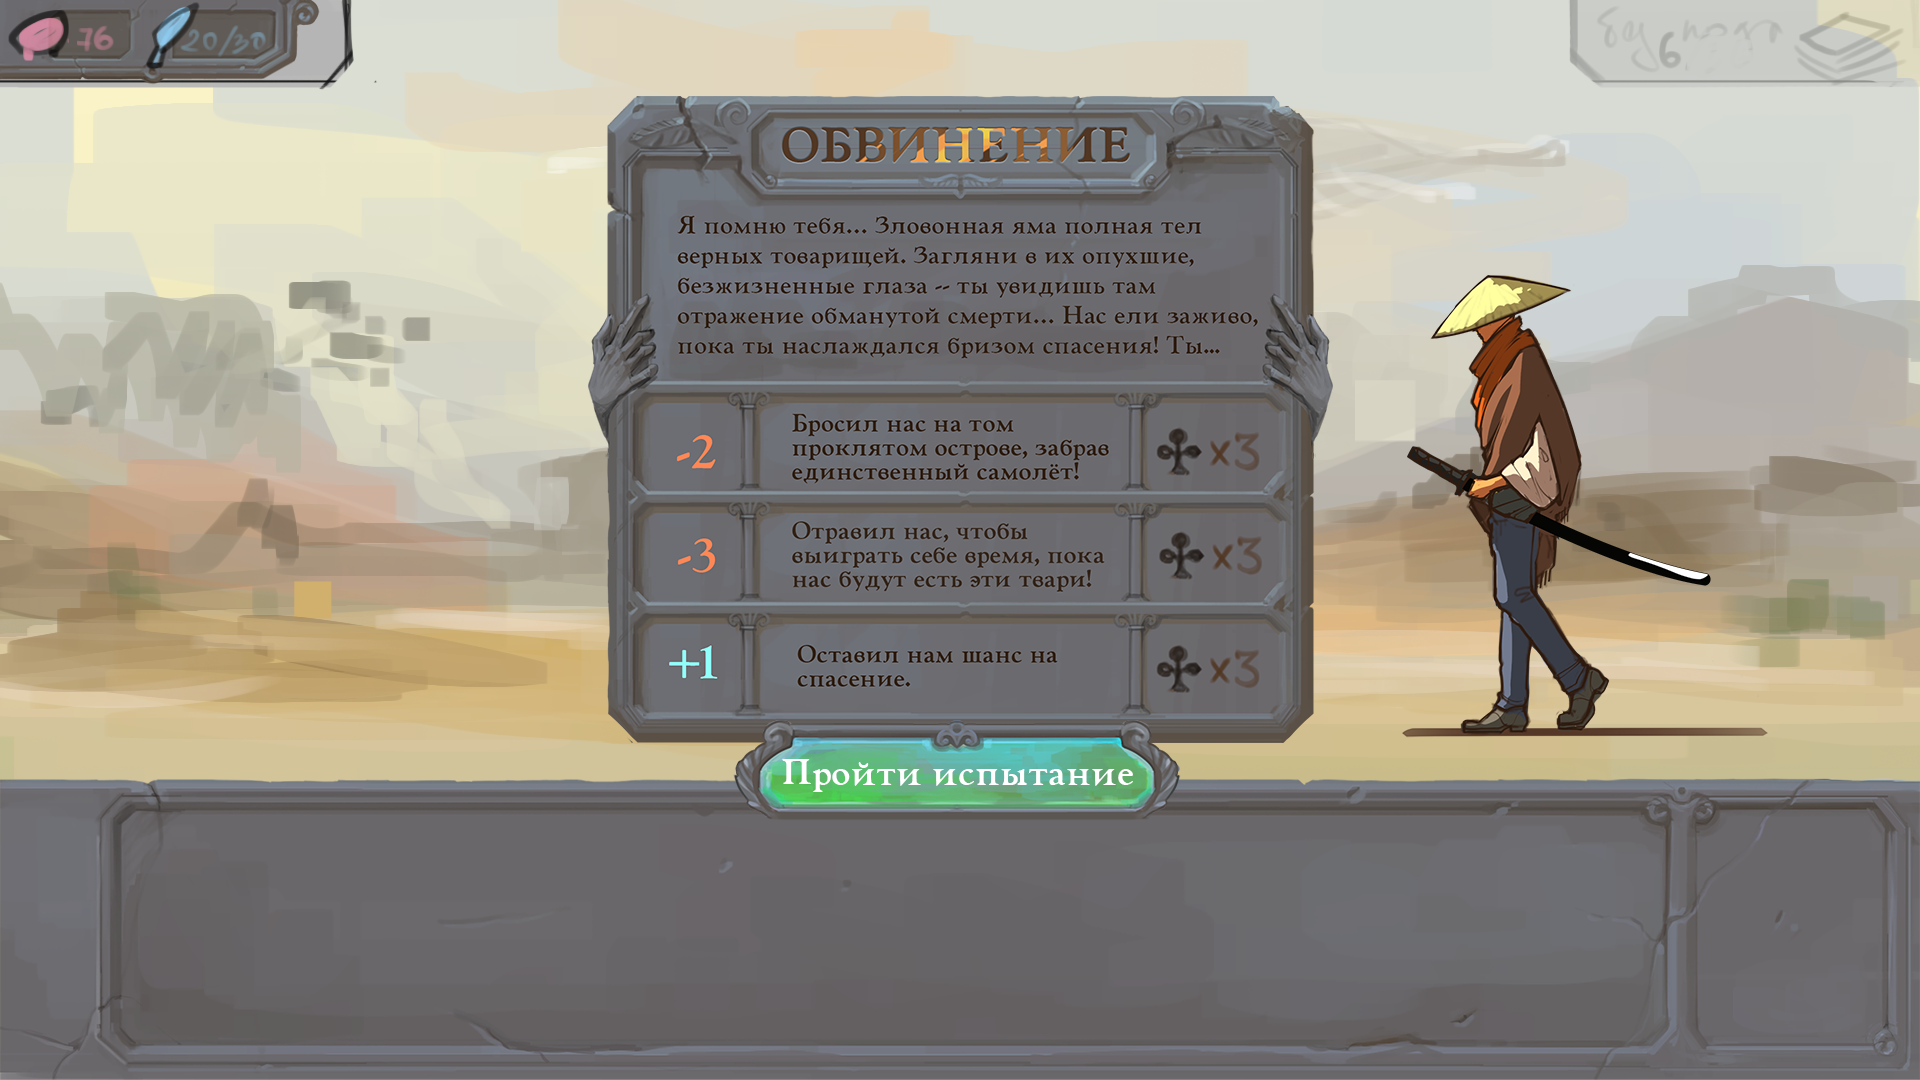 76
20/30
6
ОБВИНЕНИЕ
Я помню тебя... Зловонная яма полная тел
верных товарищей. Загляни в их опухшие,
безжизненные глаза -- ты увидишь там
отражение обманутой смерти... Нас ели заживо,
пока ты наслаждался бризом спасения! Ты...
-2
Бросил нас на том
проклятом острове, забрав
единственный самолёт!
x3
-3
Отравил нас, чтобы
выиграть себе время, пока
нас будут есть эти твари!
x3
+1
Оставил нам шанс на
спасение.
x3
Пройти испытание